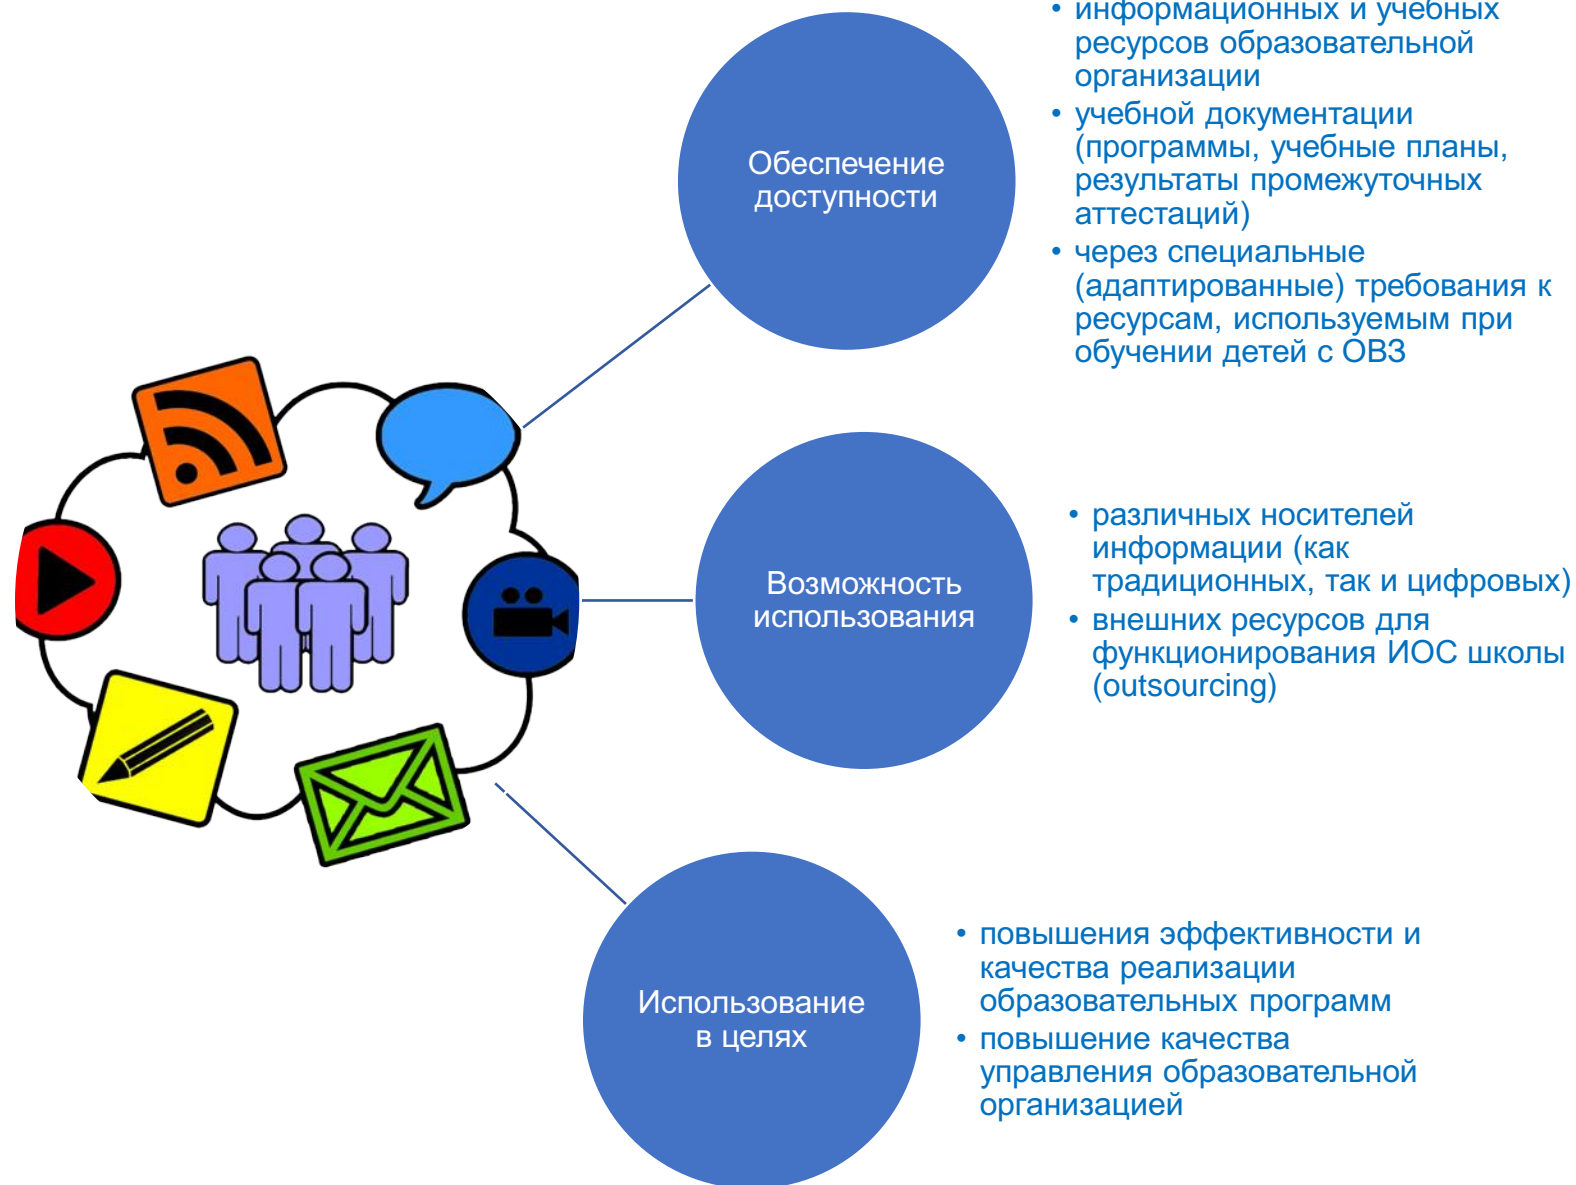 Обеспечение
доступности
• информационных и учебных
ресурсов образовательной
организации
• учебной документации
(программы, учебные планы,
результаты промежуточных
аттестаций)
• через специальные
(адаптированные) требования к
ресурсам, используемым при
обучении детей с ОВЗ
Возможность
использования
• различных носителей
информации (как
традиционных, так и цифровых)
• внешних ресурсов для
функционирования ИОС школы
(outsourcing)
Использование
в целях
• повышения эффективности и
качества реализации
образовательных программ
• повышение качества
управления образовательной
организацией